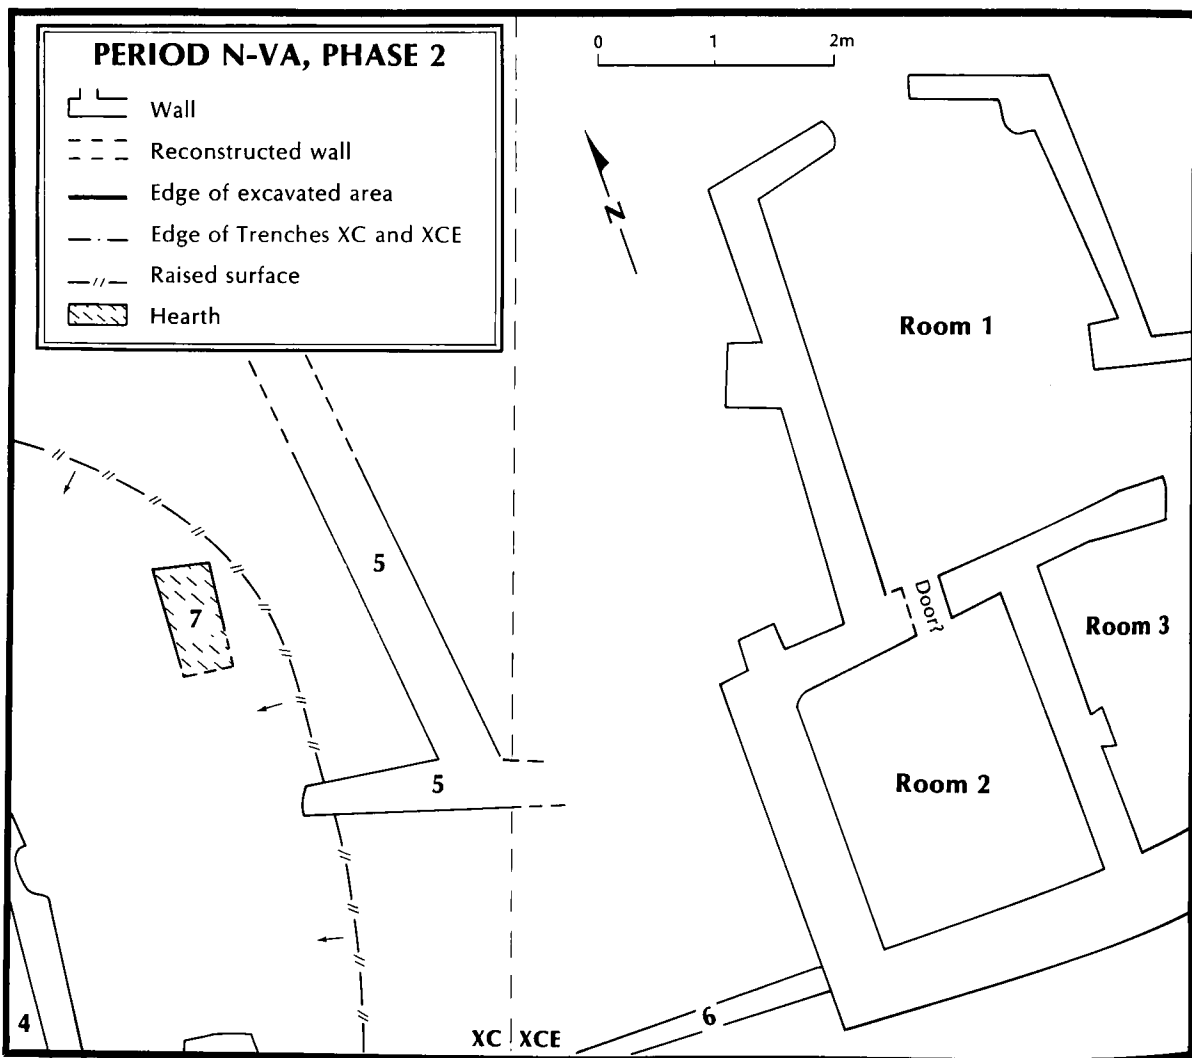 PERIOD N-VA, PHASE 2
Wall
Reconstructed wall
Edge of excavated area
Edge of Trenches XC and XCE
Raised surface
Hearth
0 1 2m
N
Room 1
5
7
Door?
Room 3
5
Room 2
4
6
XC XCE